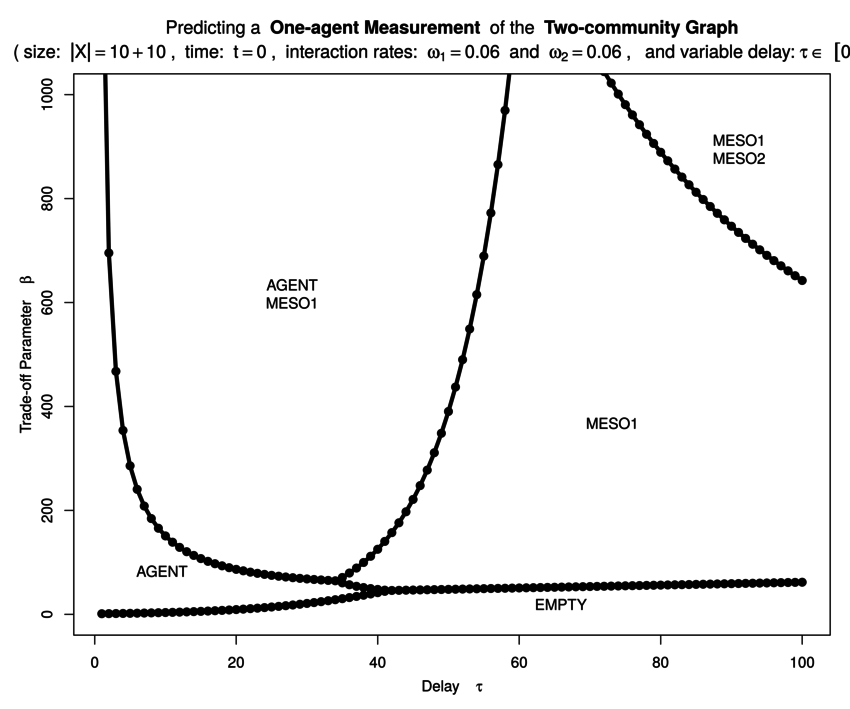 Predicting a One-agent Measurement of the Two-community Graph
( size: |X| = 10 + 10 , time: t = 0 , interaction rates: ω₁ = 0.06 and ω₂ = 0.06 , and variable delay: τ ∈ [0
1000
800
600
400
200
0
Trade-off Parameter β
MESO1
MESO2
AGENT
MESO1
MESO1
AGENT
EMPTY
0 20 40 60 80 100
Delay τ